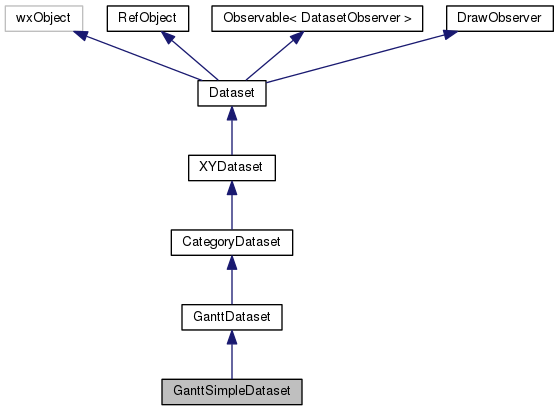 wxObject
RefObject
Observable< DatasetObserver >
DrawObserver
Dataset
XYDataset
CategoryDataset
GanttDataset
GanttSimpleDataset